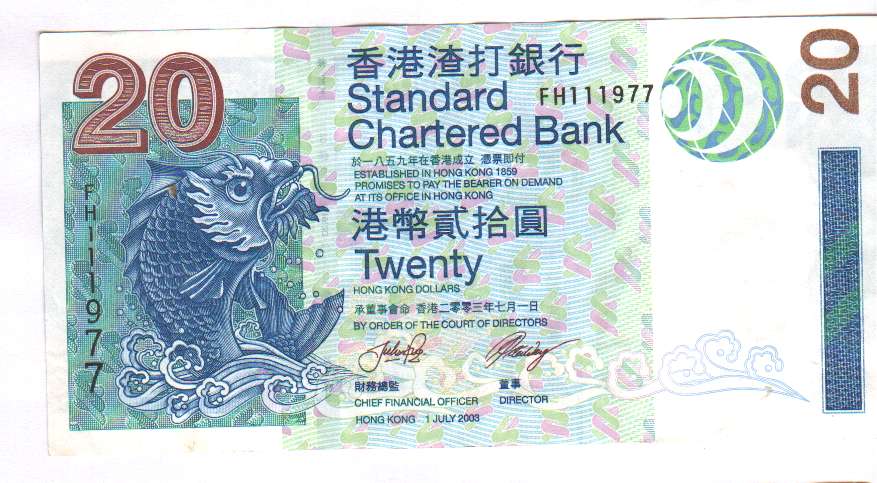 20
香港渣打銀行
Standard
Chartered Bank
FH111977
於一八五九年在香港成立 憑票即付
ESTABLISHED IN HONG KONG 1859
PROMISES TO PAY THE BEARER ON DEMAND
AT ITS OFFICE IN HONG KONG
港幣貳拾圓
Twenty
HONG KONG DOLLARS
承董事會命 香港二零零三年七月一日
BY ORDER OF THE COURT OF DIRECTORS
財務總監 董事
CHIEF FINANCIAL OFFICER DIRECTOR
HONG KONG 1 JULY 2003
FH111977
20